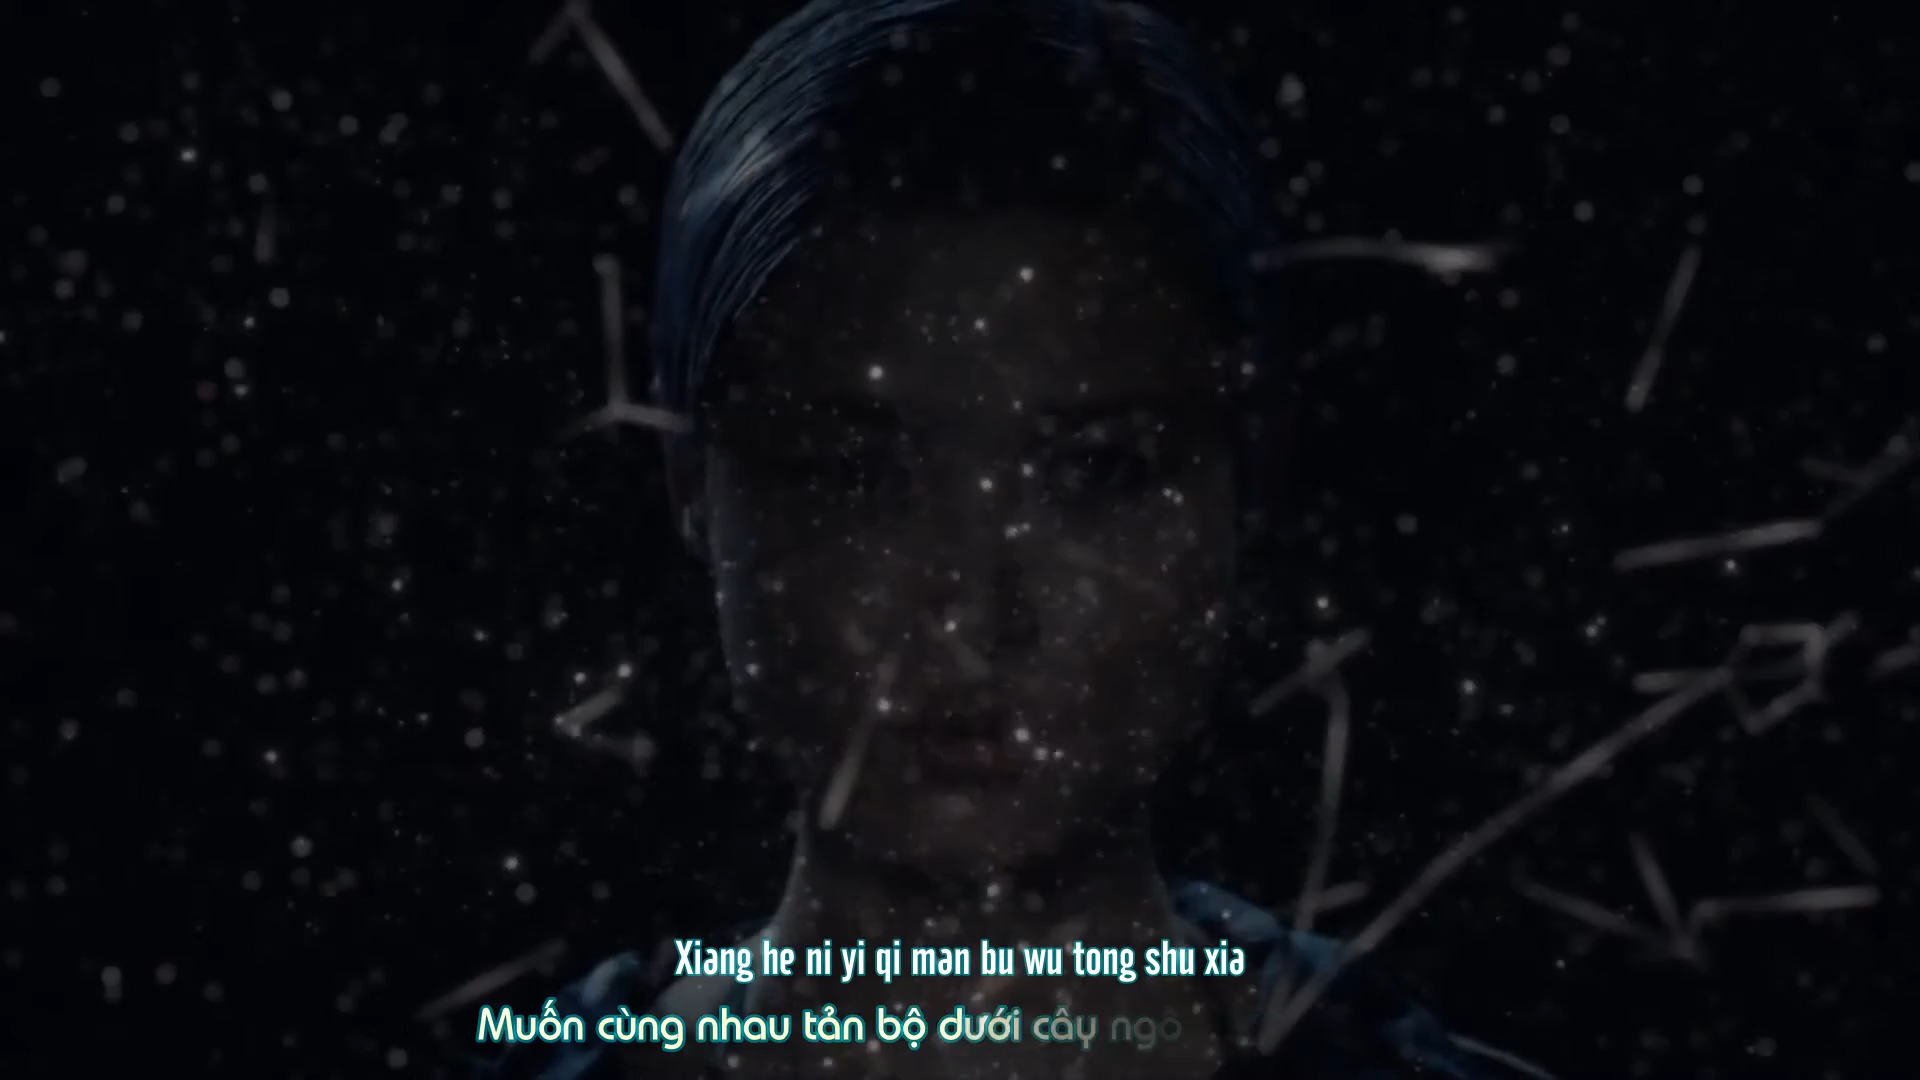 Xiang he ni yi qi man bu wu tong shu xia
Muốn cùng nhau tản bộ dưới cây ngô